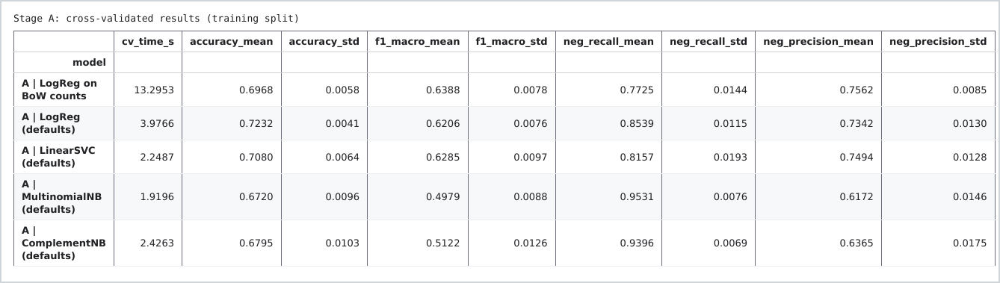 Stage A: cross-validated results (training split)
cv_time_s accuracy_mean accuracy_std f1_macro_mean f1_macro_std neg_recall_mean neg_recall_std neg_precision_mean neg_precision_std
model
A | LogReg on
BoW counts 13.2953 0.6968 0.0058 0.6388 0.0078 0.7725 0.0144 0.7562 0.0085
A | LogReg
(defaults) 3.9766 0.7232 0.0041 0.6206 0.0076 0.8539 0.0115 0.7342 0.0130
A | LinearSVC
(defaults) 2.2487 0.7080 0.0064 0.6285 0.0097 0.8157 0.0193 0.7494 0.0128
A |
MultinomialNB 1.9196 0.6720 0.0096 0.4979 0.0088 0.9531 0.0076 0.6172 0.0146
(defaults)
A |
ComplementNB 2.4263 0.6795 0.0103 0.5122 0.0126 0.9396 0.0069 0.6365 0.0175
(defaults)